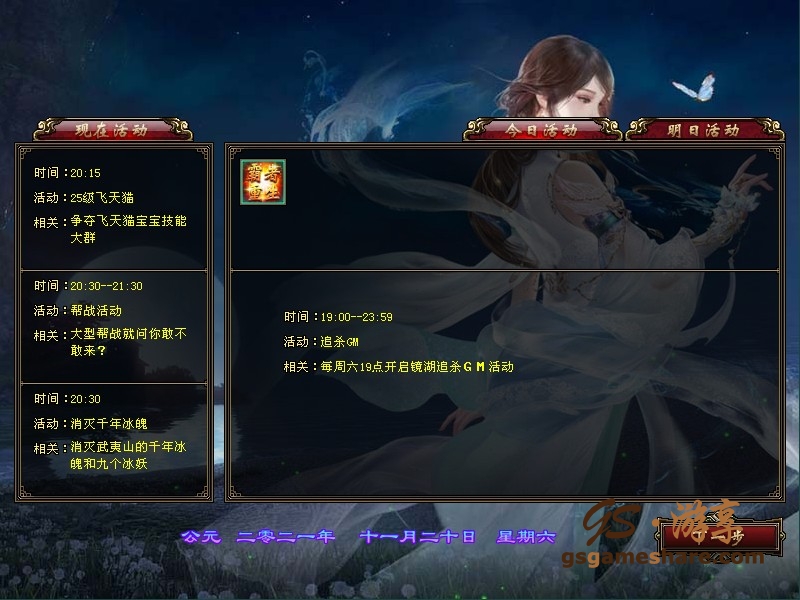 现在活动
今日活动
明日活动
时间：20:15
活动：25级飞天猫
相关：争夺飞天猫宝宝技能
大群
时间：20:30--21:30
活动：帮战活动
相关：大型帮战就问你敢不
敢来？
时间：20:30
活动：消灭千年冰魄
相关：消灭武夷山的千年冰
魄和九个冰妖
时间：19:00--23:59
活动：追杀GM
相关：每周六19点开启镜湖追杀ＧＭ活动
公元 二零二一年 十一月二十日 星期六
GS·游享
gsgameshare.com